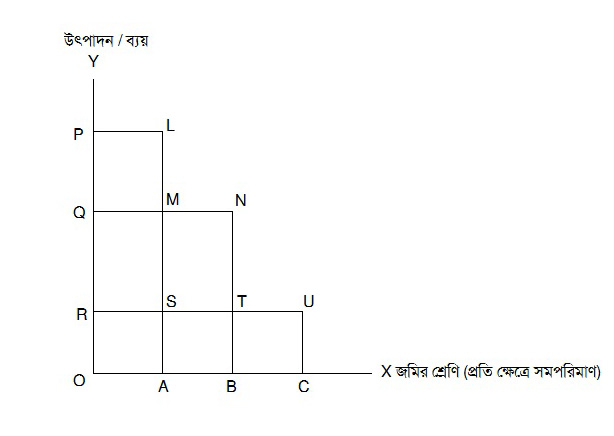 উৎপাদন / ব্যয়
Y
P L
Q M N
R S T U
O A B C
X জমির শ্রেণি (প্রতি ক্ষেত্রে সমপরিমাণ)